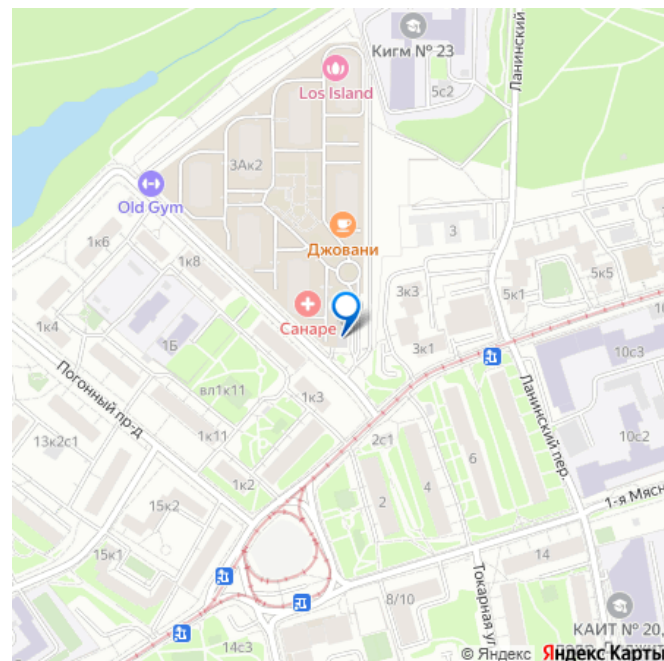 Кигм № 23
Ланинский
5с2
Los Island
3Ак2
Old Gym
Джовани
3
1к6
1к8
Санаре
3к3
5к1
5к5
1к4
1Б
3к1
10с3
Погонный пр-д
вл1к11
1к3
Ланинский пер.
13к2с1
1к11
2с1
10с2
1к2
6
15к2
2
4
1-я Мясн
15к1
14
8/10
Токарная ул
14с3
КАИТ № 20,
© Яндекс Яндекс Карты